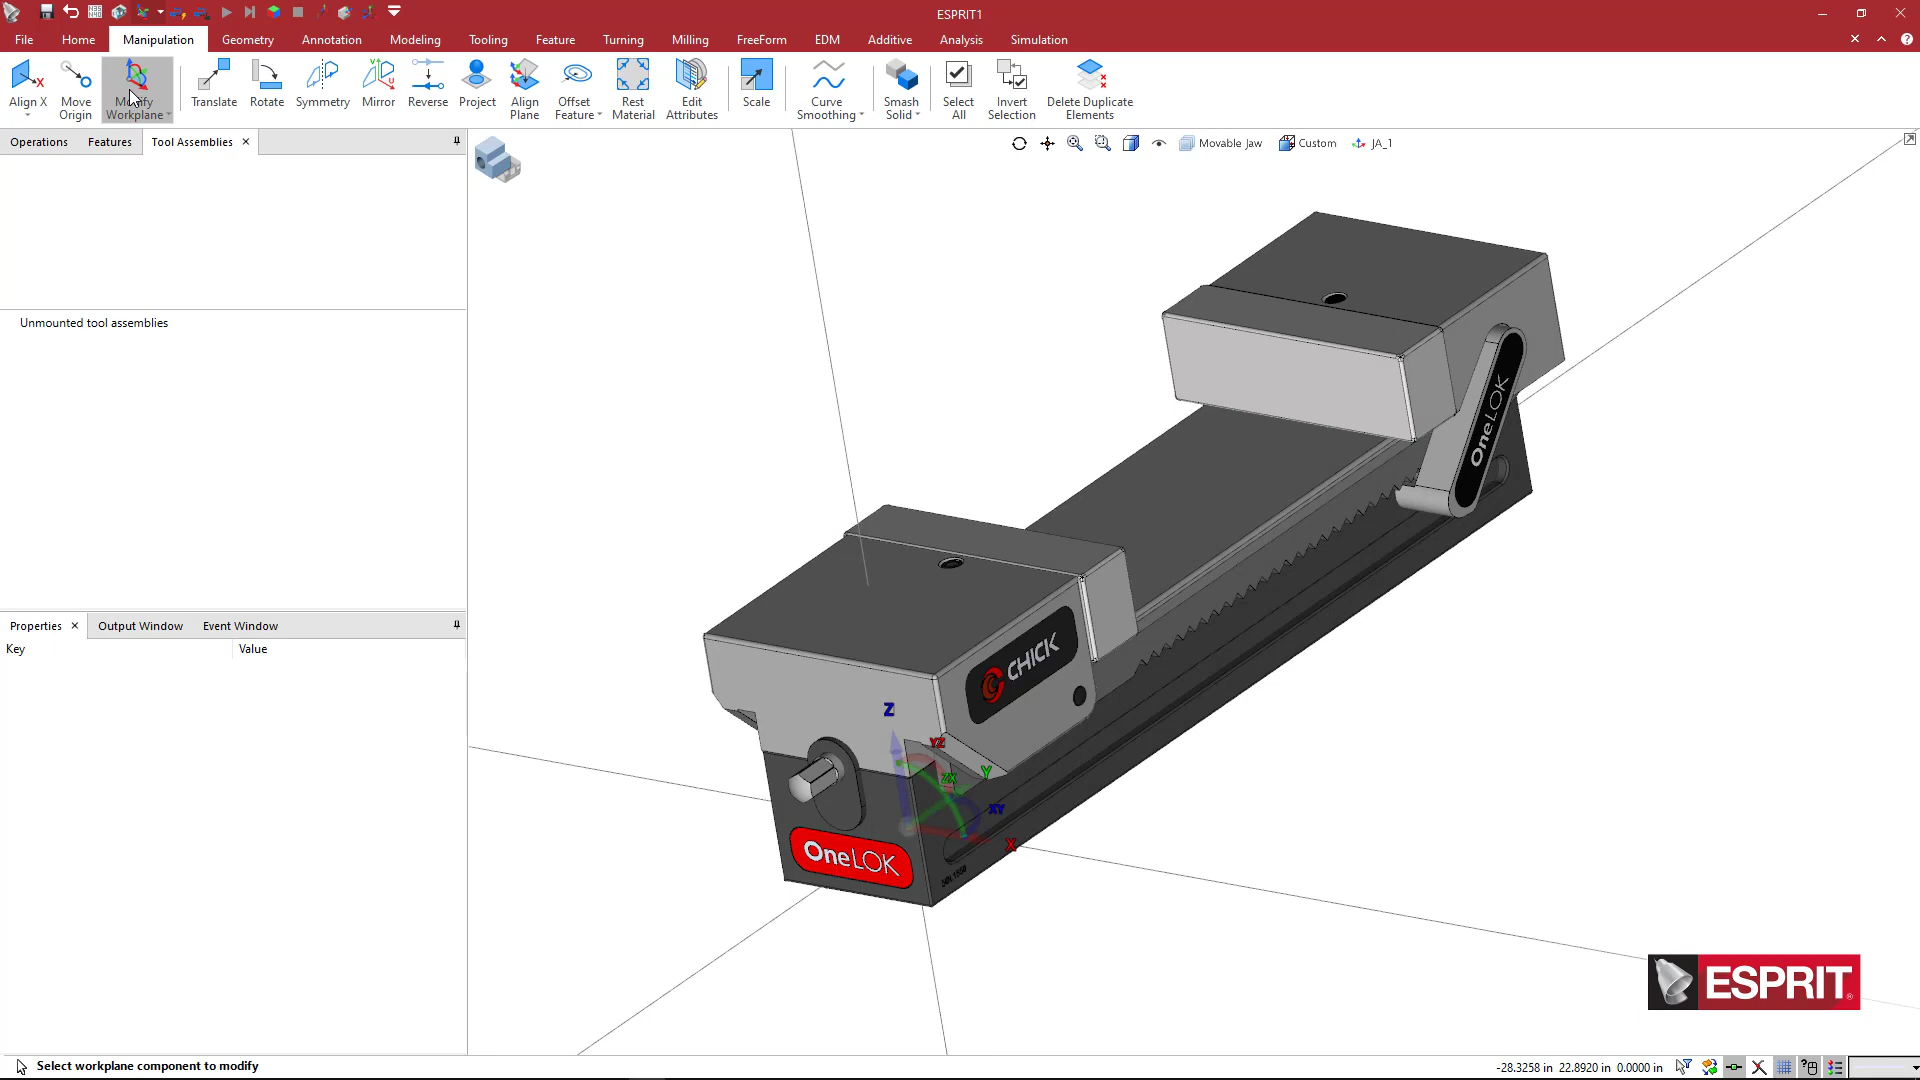 ESPRIT1
File Home Manipulation Geometry Annotation Modeling Tooling Feature Turning Milling FreeForm EDM Additive Analysis Simulation
Align X
Move Origin
Modify Workplane
Translate
Rotate
Symmetry
Mirror
Reverse
Project
Align Plane
Offset Feature
Rest Material
Edit Attributes
Scale
Curve Smoothing
Smash Solid
Select All
Invert Selection
Delete Duplicate Elements
Operations Features Tool Assemblies
Movable Jaw Custom JA_1
Unmounted tool assemblies
OneLOK
CHICK
Z
YZ
Y
ZX
XY
X
OneLOK
Properties Output Window Event Window
Key Value
ESPRIT
Select workplane component to modify
-28.3258 in 22.8920 in 0.0000 in